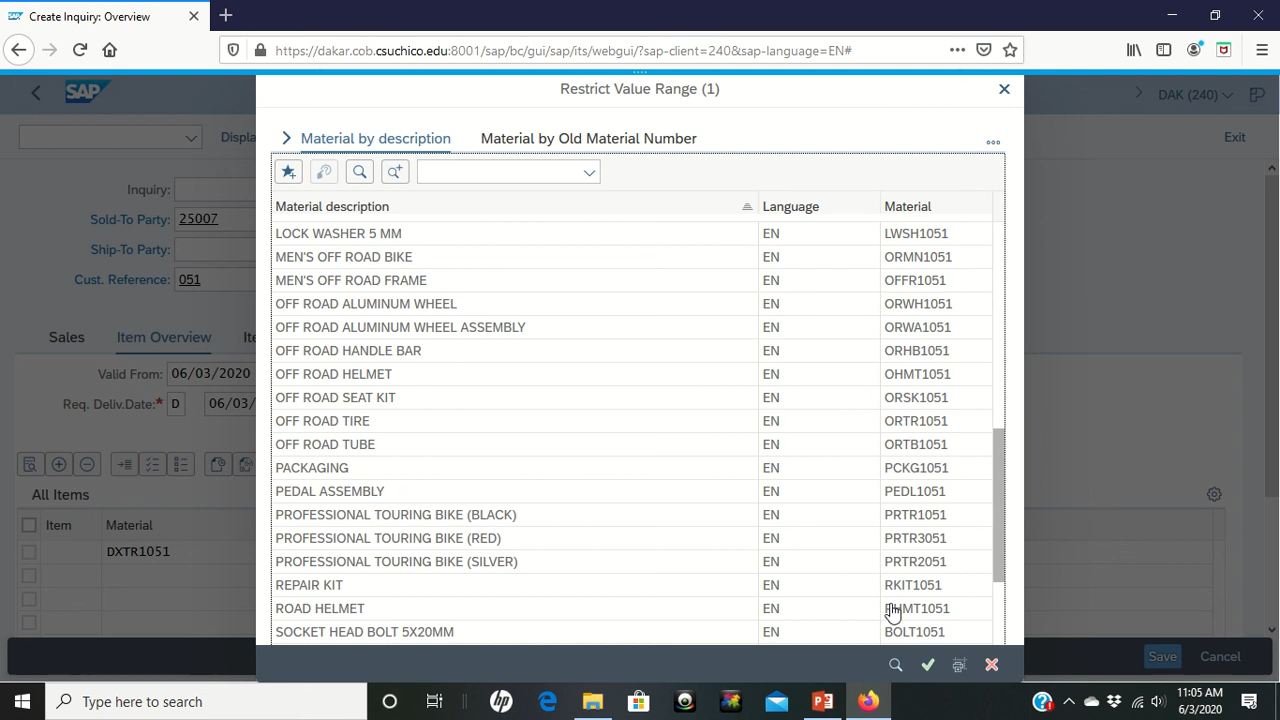 SAP Create Inquiry: Overview
https://dakar.cob.csuchico.edu:8001/sap/bc/gui/sap/its/webgui/?sap-client=240&sap-language=EN#
SAP
Restrict Value Range (1)
DAK (240)
Material by description
Material by Old Material Number
Displa
Exit
Inquiry:
Sold-To Party: 25007
Ship-To Party:
Cust. Reference: 051
Sales
Item Overview
Ite
Valid From: 06/03/2020
Req. Deliv.Date:* D 06/03/
All Items
Item Material
DXTR1051
Material description Language Material
LOCK WASHER 5 MM EN LWSH1051
MEN'S OFF ROAD BIKE EN ORMN1051
MEN'S OFF ROAD FRAME EN OFFR1051
OFF ROAD ALUMINUM WHEEL EN ORWH1051
OFF ROAD ALUMINUM WHEEL ASSEMBLY EN ORWA1051
OFF ROAD HANDLE BAR EN ORHB1051
OFF ROAD HELMET EN OHMT1051
OFF ROAD SEAT KIT EN ORSK1051
OFF ROAD TIRE EN ORTR1051
OFF ROAD TUBE EN ORTB1051
PACKAGING EN PCKG1051
PEDAL ASSEMBLY EN PEDL1051
PROFESSIONAL TOURING BIKE (BLACK) EN PRTR1051
PROFESSIONAL TOURING BIKE (RED) EN PRTR3051
PROFESSIONAL TOURING BIKE (SILVER) EN PRTR2051
REPAIR KIT EN RKIT1051
ROAD HELMET EN
SOCKET HEAD BOLT 5X20MM EN BOLT1051
Save Cancel
Type here to search
hp
11:05 AM
6/3/2020